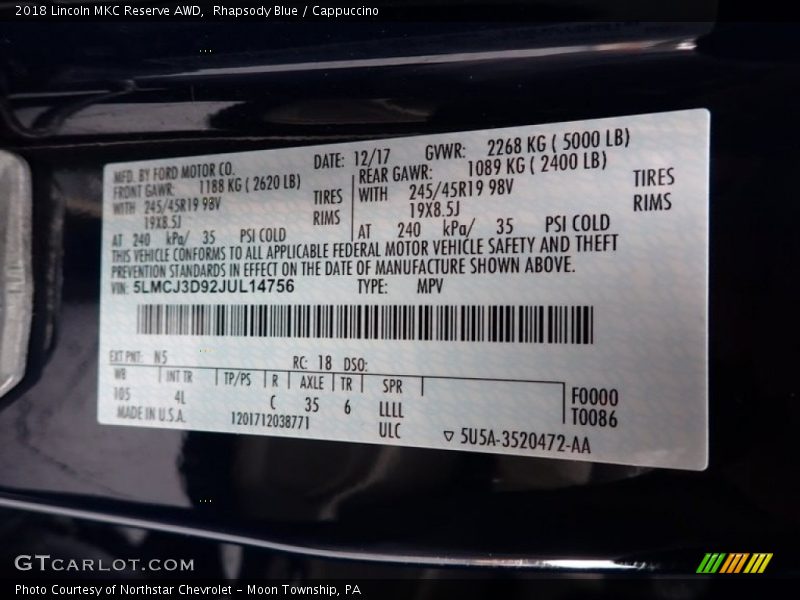 2018 Lincoln MKC Reserve AWD,  Rhapsody Blue / Cappuccino
MFD. BY FORD MOTOR CO.
DATE: 12/17 GVWR: 2268 KG ( 5000 LB)
FRONT GAWR: 1188 KG ( 2620 LB)
REAR GAWR: 1089 KG ( 2400 LB)
WITH 245/45R19 98V TIRES
WITH 245/45R19 98V TIRES
19X8.5J RIMS
19X8.5J RIMS
AT 240 kPa/ 35 PSI COLD
AT 240 kPa/ 35 PSI COLD
THIS VEHICLE CONFORMS TO ALL APPLICABLE FEDERAL MOTOR VEHICLE SAFETY AND THEFT
PREVENTION STANDARDS IN EFFECT ON THE DATE OF MANUFACTURE SHOWN ABOVE.
VIN: 5LMCJ3D92JUL14756 TYPE: MPV
EXT PNT: N5 RC: 18 DSO:
WB INT TR TP/PS R AXLE TR SPR
105 4L C 35 6 LLLL
F0000
T0086
MADE IN U.S.A. 1201712038771 ULC
▽ 5U5A-3520472-AA
GTCARLOT.COM
Photo Courtesy of Northstar Chevrolet - Moon Township, PA